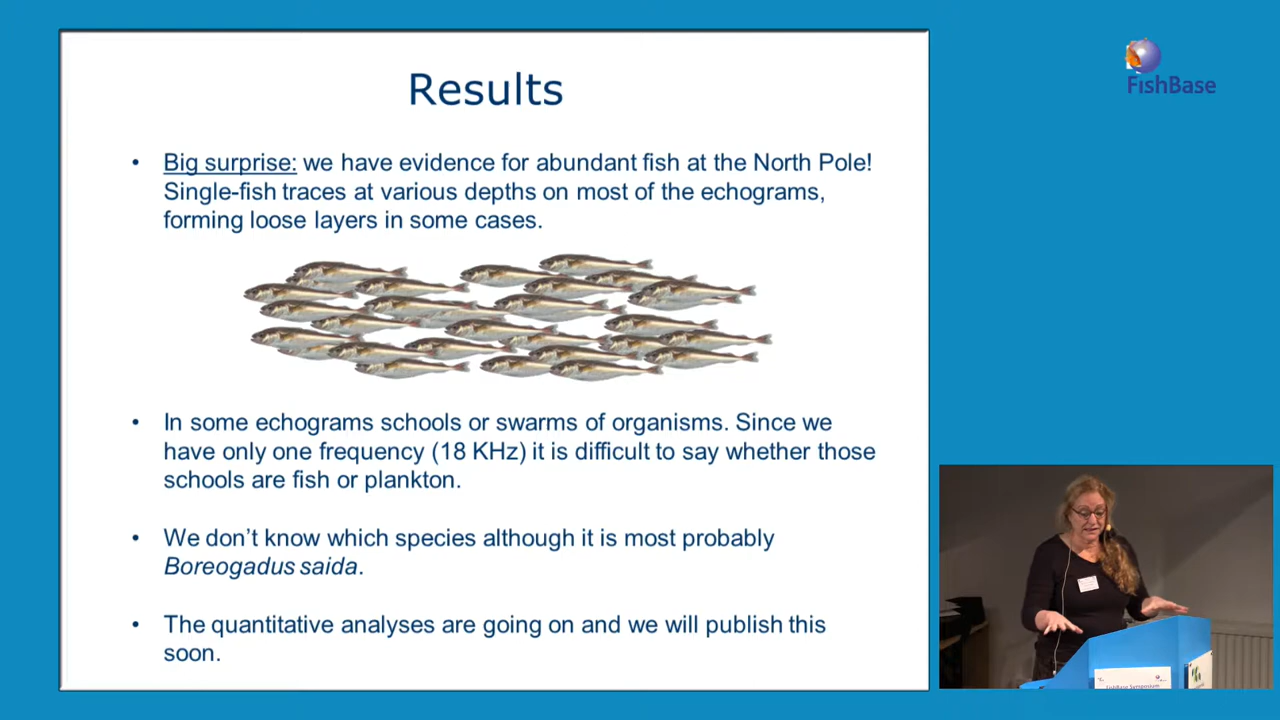 Results
• Big surprise: we have evidence for abundant fish at the North Pole!
Single-fish traces at various depths on most of the echograms,
forming loose layers in some cases.
• In some echograms schools or swarms of organisms. Since we
have only one frequency (18 KHz) it is difficult to say whether those
schools are fish or plankton.
• We don't know which species although it is most probably
Boreogadus saida.
• The quantitative analyses are going on and we will publish this
soon.
FishBase
FishBase Symposium